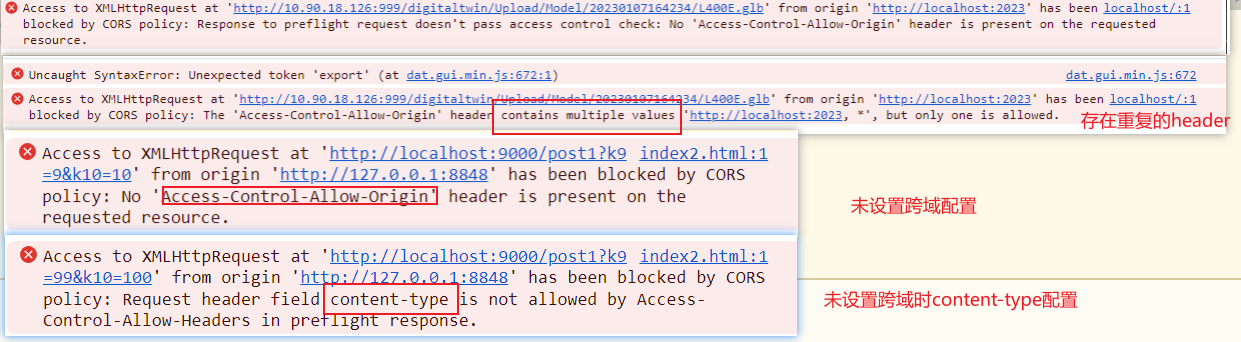 Access to XMLHttpRequest at 'http://10.90.18.126:999/digitaltwin/Upload/Model/20230107164234/L400E.glb' from origin 'http://localhost:2023' has been localhost/:1
blocked by CORS policy: Response to preflight request doesn't pass access control check: No 'Access-Control-Allow-Origin' header is present on the requested
resource.
Uncaught SyntaxError: Unexpected token 'export' (at dat.gui.min.js:672:1) dat.gui.min.js:672
Access to XMLHttpRequest at 'http://10.90.18.126:999/digitaltwin/Upload/Model/20230107164234/L400E.glb' from origin 'http://localhost:2023' has been localhost/:1
blocked by CORS policy: The 'Access-Control-Allow-Origin' header contains multiple values 'http://localhost:2023, *', but only one is allowed.
存在重复的header
Access to XMLHttpRequest at 'http://localhost:9000/post1?k9 index2.html:1
=9&k10=10' from origin 'http://127.0.0.1:8848' has been blocked by CORS
policy: No 'Access-Control-Allow-Origin' header is present on the
requested resource.
未设置跨域配置
Access to XMLHttpRequest at 'http://localhost:9000/post1?k9 index2.html:1
=99&k10=100' from origin 'http://127.0.0.1:8848' has been blocked by CORS
policy: Request header field content-type is not allowed by Access-
Control-Allow-Headers in preflight response.
未设置跨域时content-type配置